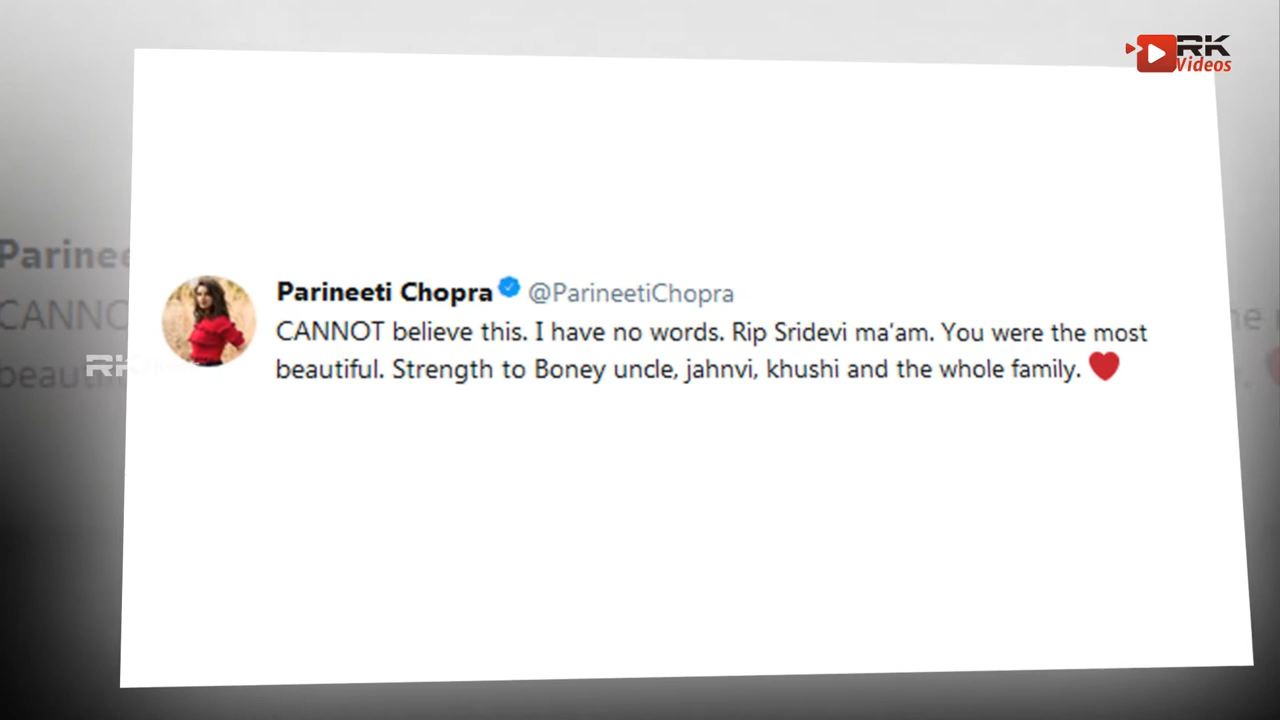 RK
Videos
Parineeti Chopra @ParineetiChopra
CANNOT believe this. I have no words. Rip Sridevi ma'am. You were the most
beautiful. Strength to Boney uncle, jahnvi, khushi and the whole family. ❤